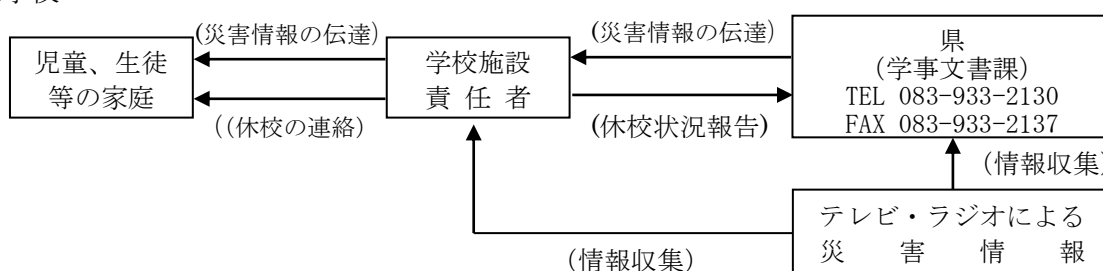 (災害情報の伝達)
(災害情報の伝達)
児童、生徒
等の家庭
学校施設
責任者
県
(学事文書課)
TEL 083-933-2130
FAX 083-933-2137
((休校の連絡)
(休校状況報告)
(情報収集)
テレビ・ラジオによる
災害情報
(情報収集)